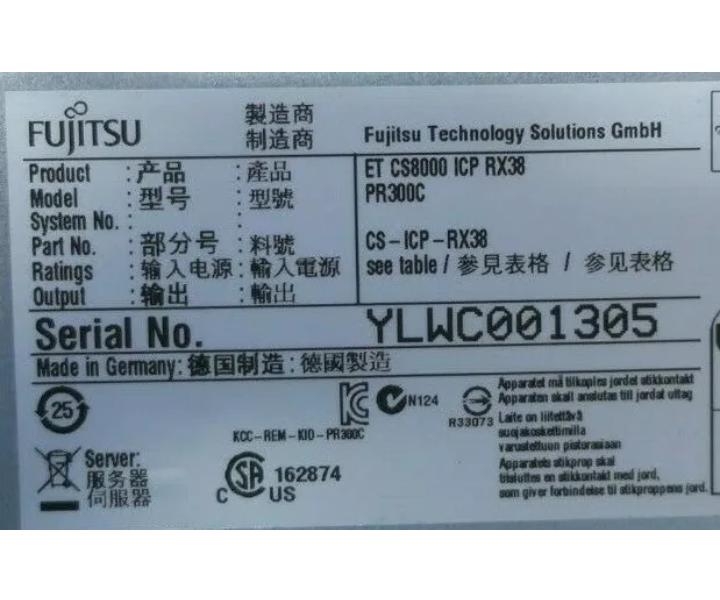 FUJITSU 製造商
制造商 Fujitsu Technology Solutions GmbH
Product : 产品 : 產品 ET CS8000 ICP RX38
Model : 型号 : 型號 PR300C
System No. : : :
Part No. : 部分号 : 料號 CS-ICP-RX38
Ratings : 输入电源 : 輸入電源 see table / 参見表格 / 参见表格
Output : 输出 : 輸出
Serial No. YLWC001305
Made in Germany: 德国制造 : 德國製造
25
N124
R33073
KCC-REM-KID-PR300C
Apparatet må tilkoples jordet stikkontakt
Apparaten skall anslutas till jordat uttag
Laite on liitettävä
suojakoskettimilla
varustettuun pistorasiaan
Apparatets stikprop skal
tilsluttes en stikkontakt med jord,
som giver forbindelse til stikproppens jord.
Server:
服务器
伺服器
C SA US 162874